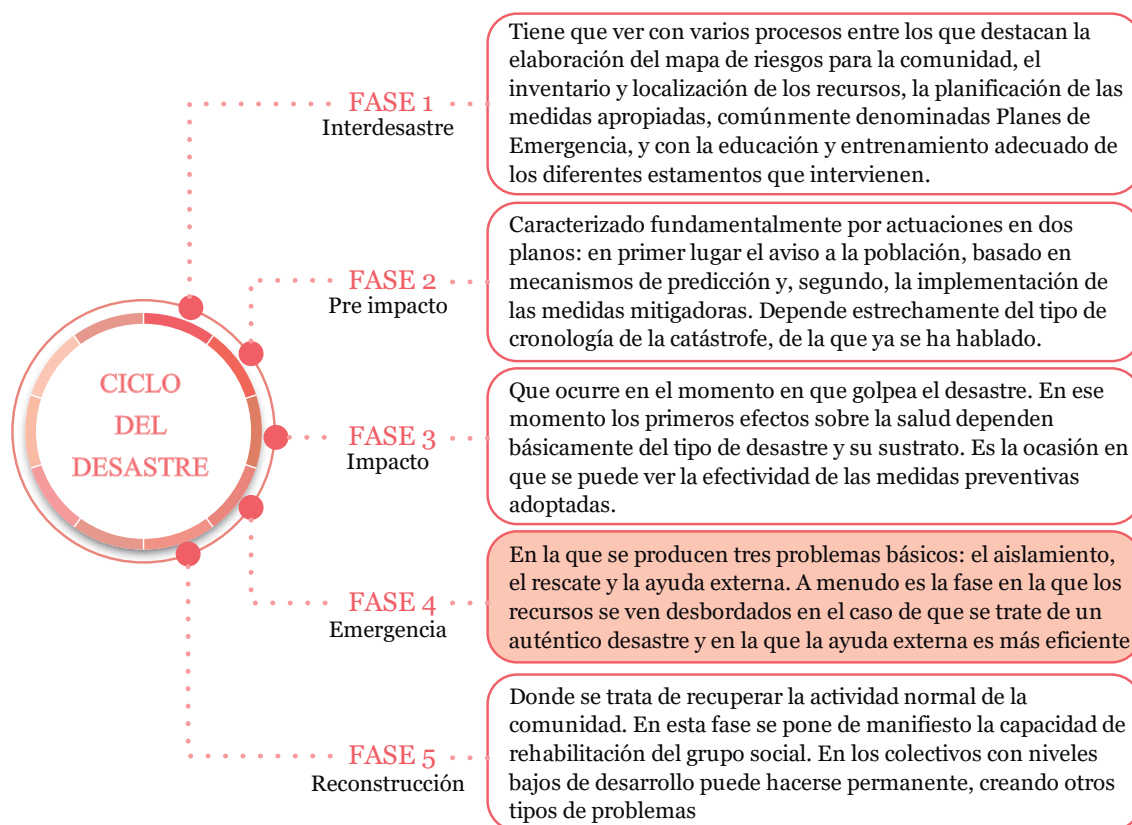 CICLO
DEL
DESASTRE
FASE 1
Interdesastre
Tiene que ver con varios procesos entre los que destacan la
elaboración del mapa de riesgos para la comunidad, el
inventario y localización de los recursos, la planificación de las
medidas apropiadas, comúnmente denominadas Planes de
Emergencia, y con la educación y entrenamiento adecuado de
los diferentes estamentos que intervienen.
FASE 2
Pre impacto
Caracterizado fundamentalmente por actuaciones en dos
planos: en primer lugar el aviso a la población, basado en
mecanismos de predicción y, segundo, la implementación de
las medidas mitigadoras. Depende estrechamente del tipo de
cronología de la catástrofe, de la que ya se ha hablado.
FASE 3
Impacto
Que ocurre en el momento en que golpea el desastre. En ese
momento los primeros efectos sobre la salud dependen
básicamente del tipo de desastre y su sustrato. Es la ocasión en
que se puede ver la efectividad de las medidas preventivas
adoptadas.
FASE 4
Emergencia
En la que se producen tres problemas básicos: el aislamiento,
el rescate y la ayuda externa. A menudo es la fase en la que los
recursos se ven desbordados en el caso de que se trate de un
auténtico desastre y en la que la ayuda externa es más eficiente
FASE 5
Reconstrucción
Donde se trata de recuperar la actividad normal de la
comunidad. En esta fase se pone de manifiesto la capacidad de
rehabilitación del grupo social. En los colectivos con niveles
bajos de desarrollo puede hacerse permanente, creando otros
tipos de problemas